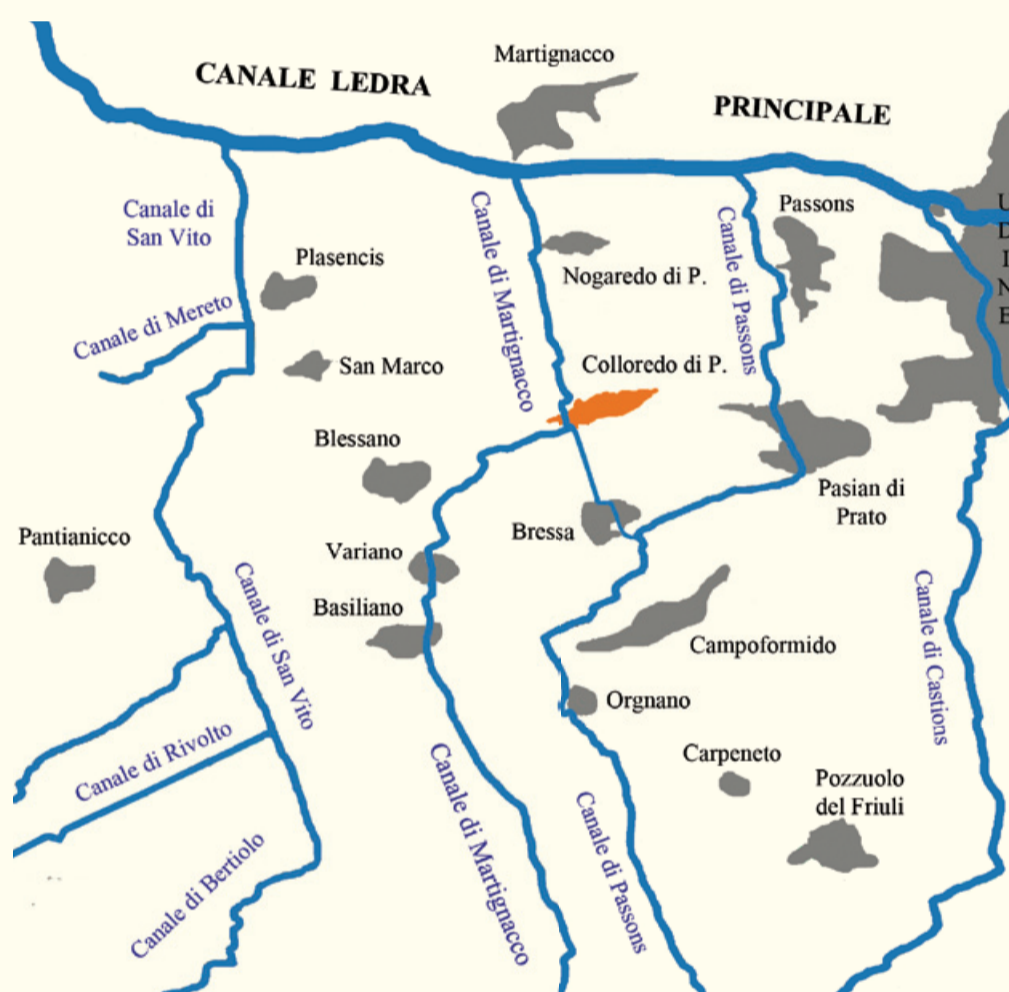 Martignacco
CANALE LEDRA
PRINCIPALE
Canale di
San Vito
Passons
U
D
I
N
E
Plasencis
Canale di Martignacco
Nogaredo di P.
Canale di Passons
Canale di Mereto
San Marco
Colloredo di P.
Blessano
Pasian di
Prato
Bressa
Pantianicco
Variano
Basiliano
Canale di San Vito
Campoformido
Canale di Castions
Orgnano
Canale di Rivolto
Carpeneto
Pozzuolo
del Friuli
Canale di Martignacco
Canale di Passons
Canale di Bertiolo